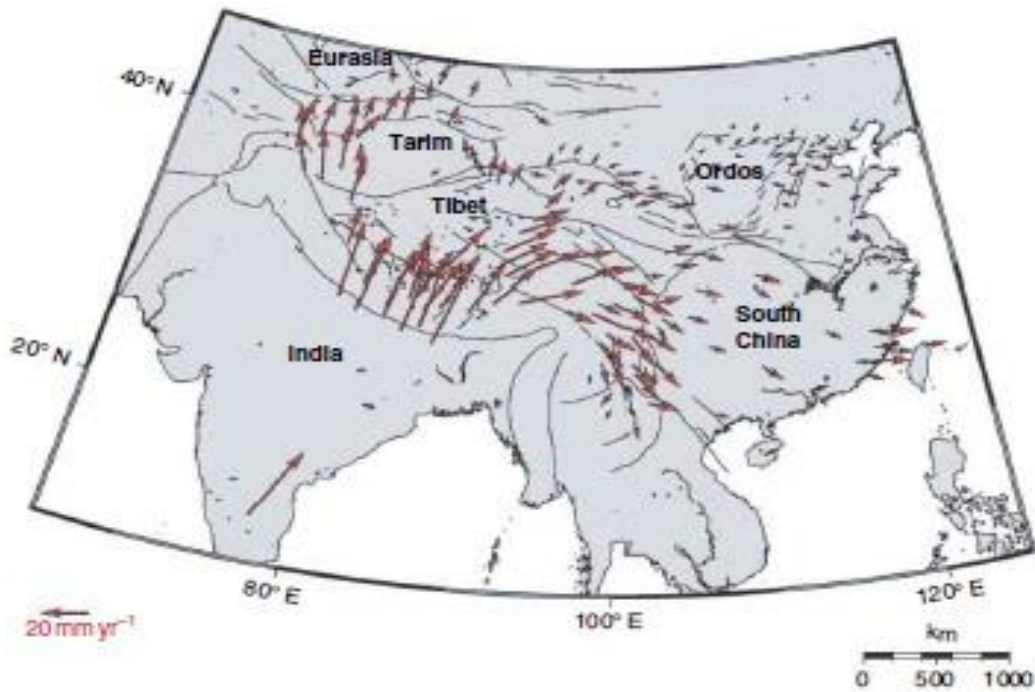 Eurasia
40° N
Tarim
Ordos
Tibet
South
China
20° N
India
80° E
100° E
120° E
20 mm yr⁻¹
km
0 500 1000